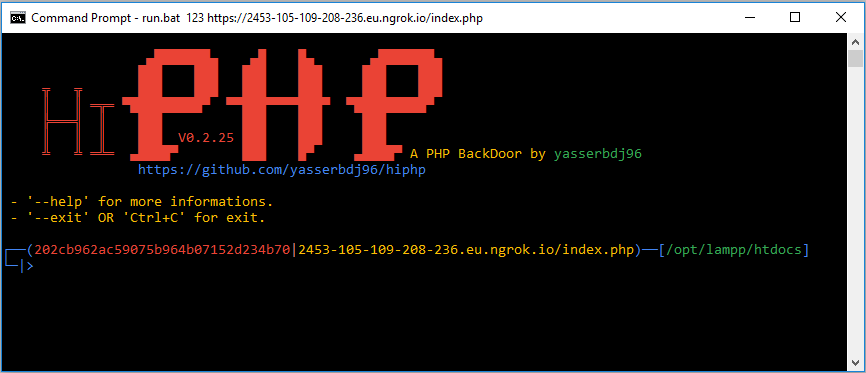 Command Prompt - run.bat  123 https://2453-105-109-208-236.eu.ngrok.io/index.php
Hi PHP
V0.2.25
A PHP BackDoor by yasserbdj96
https://github.com/yasserbdj96/hiphp
- '--help' for more informations.
- '--exit' OR 'Ctrl+C' for exit.
┌──(202cb962ac59075b964b07152d234b70|2453-105-109-208-236.eu.ngrok.io/index.php)──[/opt/lampp/htdocs]
└─|>